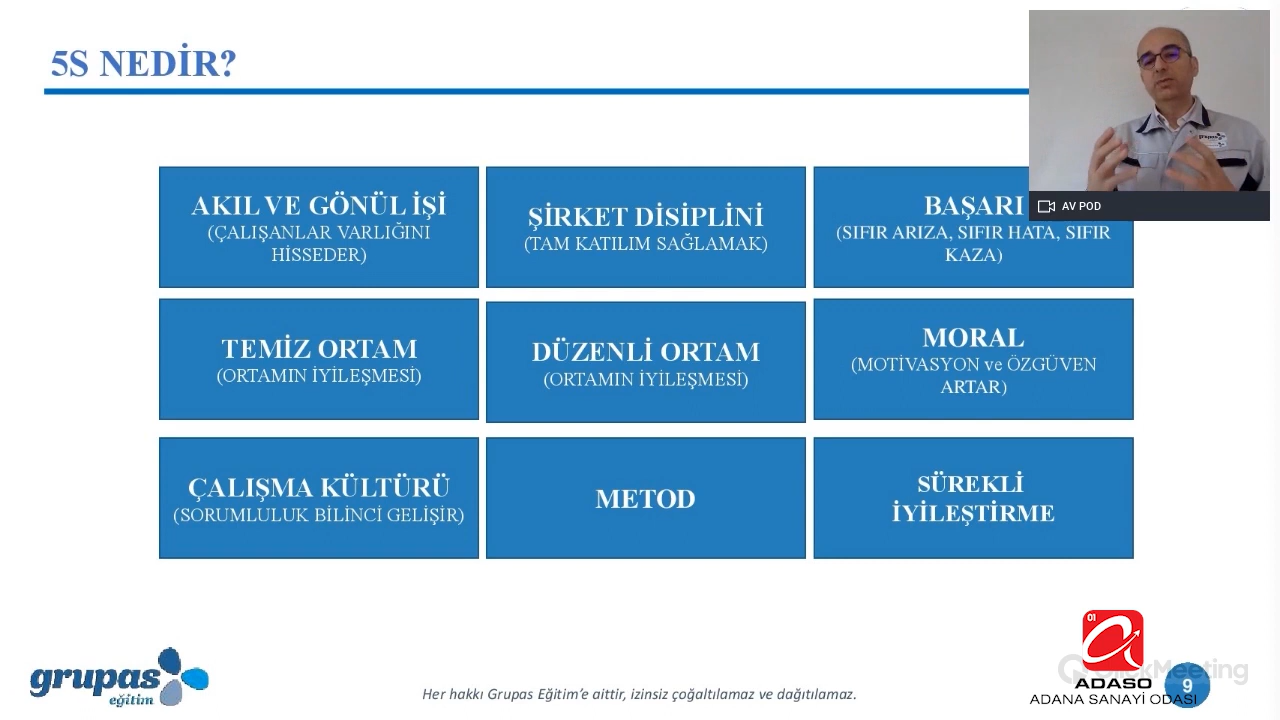 5S NEDİR?
AKIL VE GÖNÜL İŞİ
(ÇALIŞANLAR VARLIĞINI
HİSSEDER)
ŞİRKET DİSİPLİNİ
(TAM KATILIM SAĞLAMAK)
BAŞARI
(SIFIR ARIZA, SIFIR HATA, SIFIR
KAZA)
grupas
AV POD
TEMİZ ORTAM
(ORTAMIN İYİLEŞMESİ)
DÜZENLİ ORTAM
(ORTAMIN İYİLEŞMESİ)
MORAL
(MOTİVASYON ve ÖZGÜVEN
ARTAR)
ÇALIŞMA KÜLTÜRÜ
(SORUMLULUK BİLİNCİ GELİŞİR)
METOD
SÜREKLİ
İYİLEŞTİRME
grupas
eğitim
Her hakkı Grupas Eğitim’e aittir, izinsiz çoğaltılamaz ve dağıtılamaz.
01
ClickMeeting
ADASO
ADANA SANAYİ ODASI
9